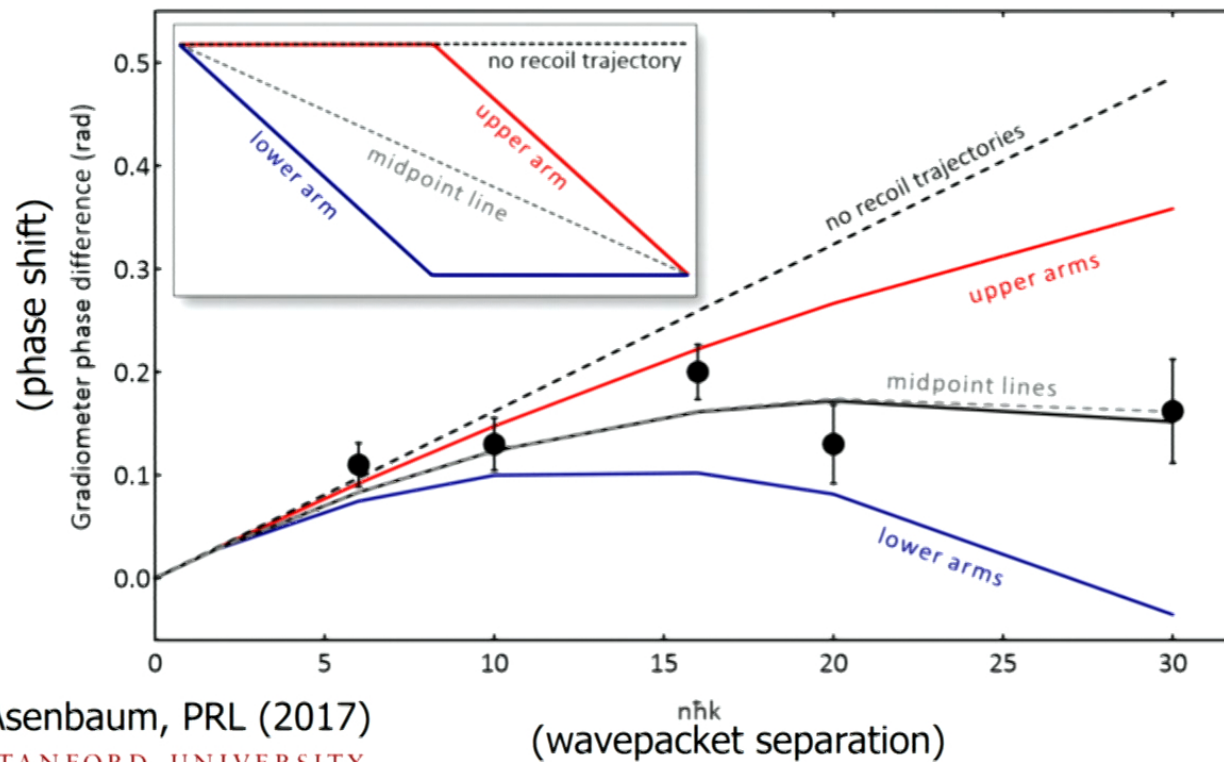 0.5
0.4
0.3
0.2
0.1
0.0
(phase shift)
Gradiometer phase difference (rad)
no recoil trajectory
upper arm
lower arm
midpoint line
no recoil trajectories
upper arms
midpoint lines
lower arms
0 5 10 15 20 25 30
nħk
(wavepacket separation)
Asenbaum, PRL (2017)
STANFORD UNIVERSITY